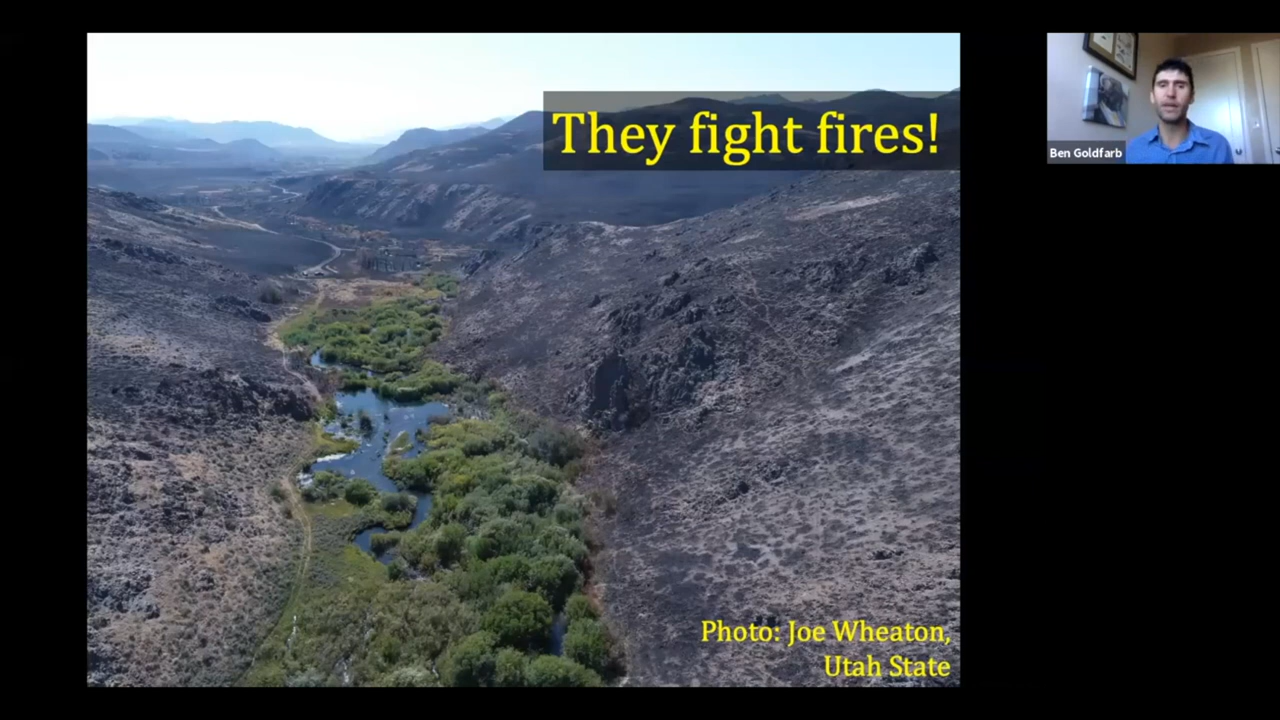 They fight fires!
Ben Goldfarb
Photo: Joe Wheaton,
Utah State